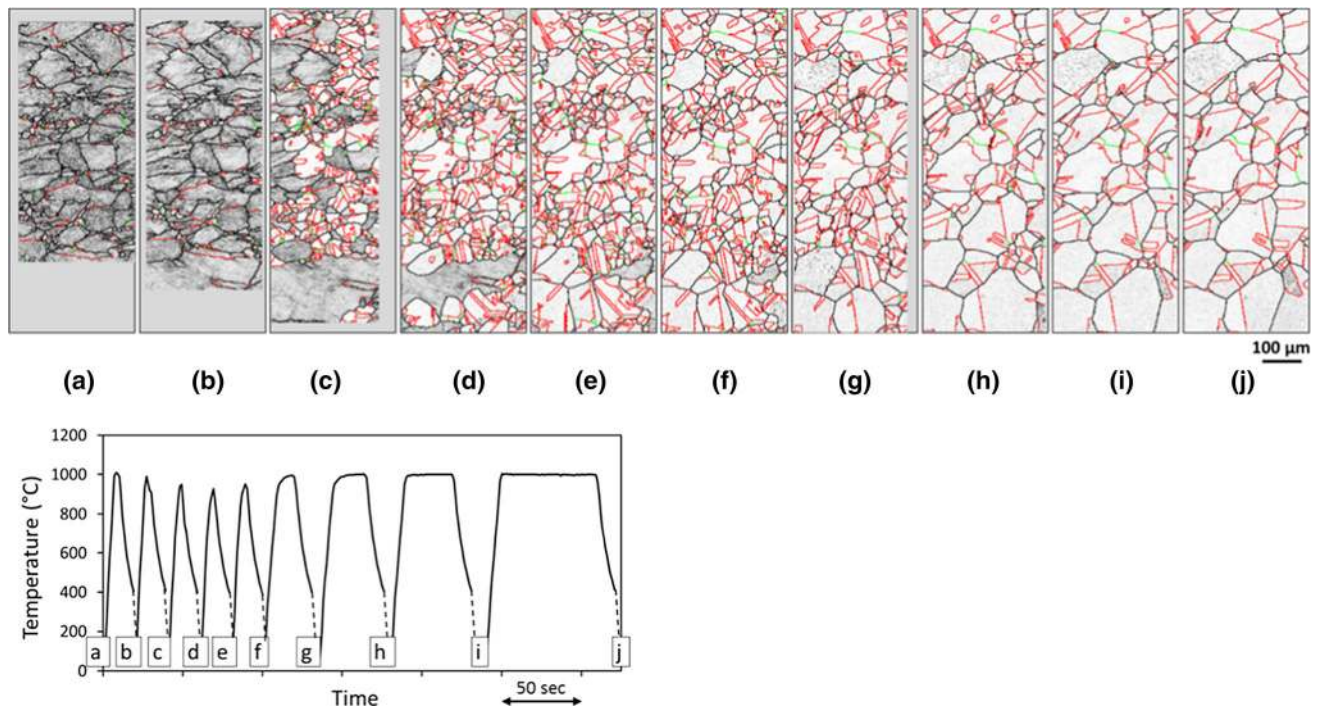 100 µm
(a) (b) (c) (d) (e) (f) (g) (h) (i) (j)
1200
1000
800
600
400
200
0
Temperature (°C)
a b c d e f g h i j
Time
50 sec